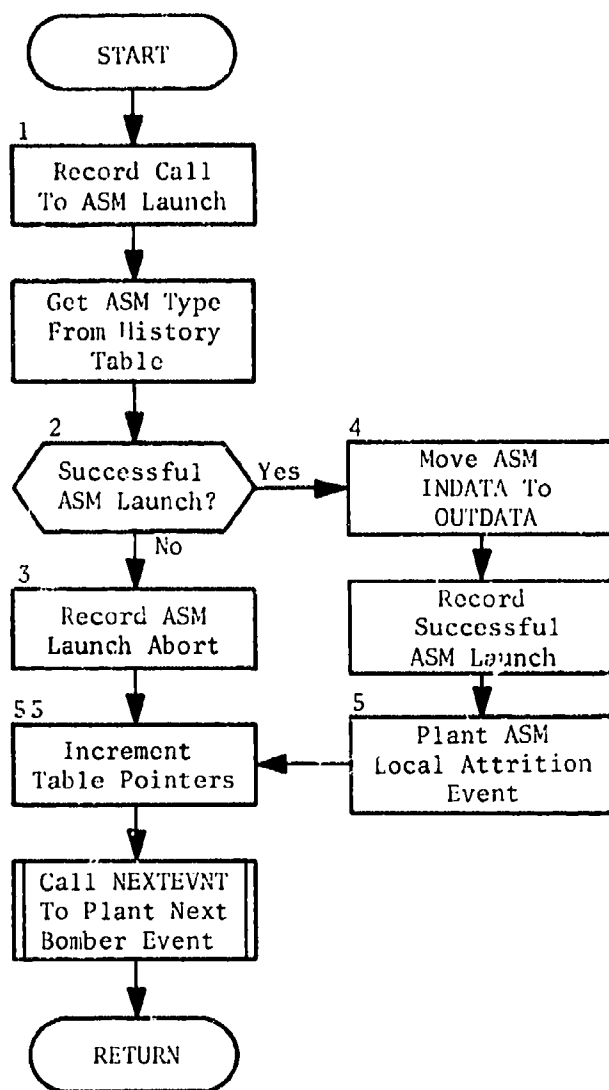 START
1
Record Call
To ASM Launch
Get ASM Type
From History
Table
2
Successful
ASM Launch?
Yes
No
3
Record ASM
Launch Abort
4
Move ASM
INDATA To
OUTDATA
Record
Successful
ASM Launch
5
Plant ASM
Local Attrition
Event
55
Increment
Table Pointers
Call NEXTEVNT
To Plant Next
Bomber Event
RETURN